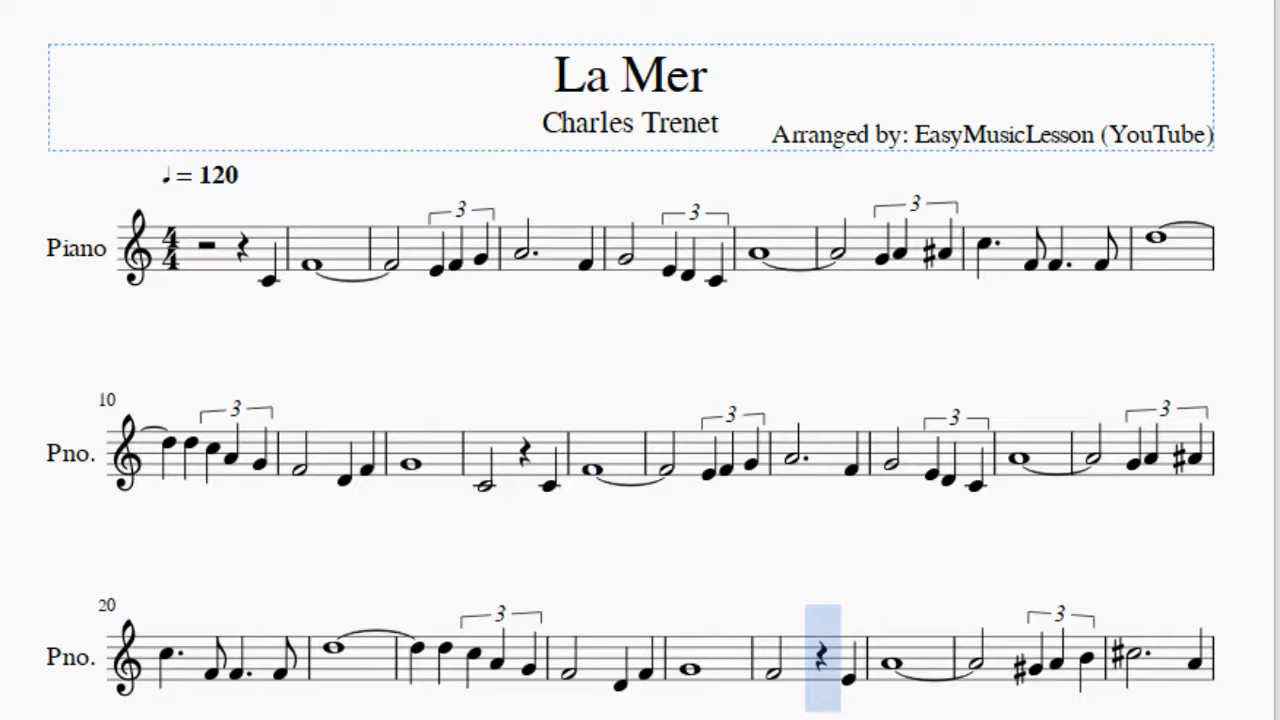 La Mer
Charles Trenet
Arranged by: EasyMusicLesson (YouTube)
♩ = 120
Piano
3 3 3
10
Pno.
3 3 3 3
20
Pno.
3 3